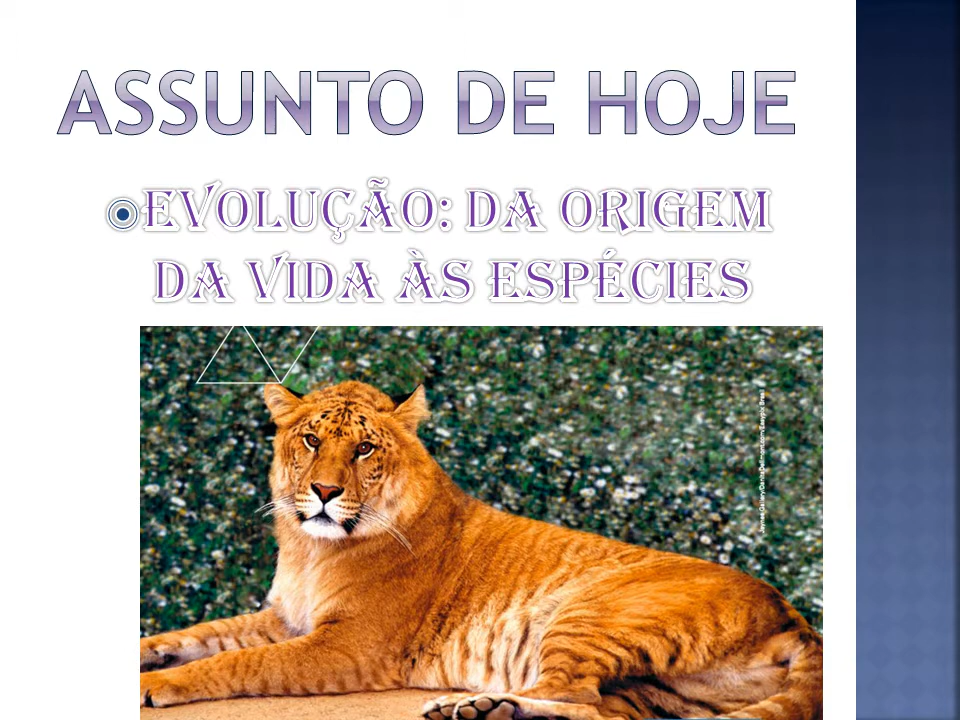 ASSUNTO DE HOJE
EVOLUÇÃO: DA ORIGEM
DA VIDA ÀS ESPÉCIES